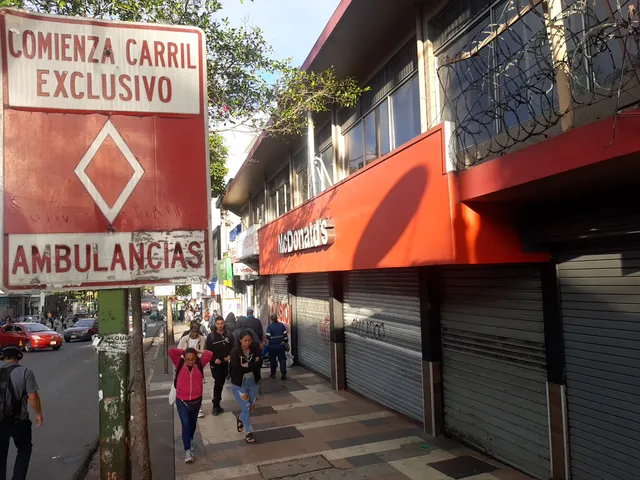 COMIENZA CARRIL
EXCLUSIVO
AMBULANCIAS
McDonald's